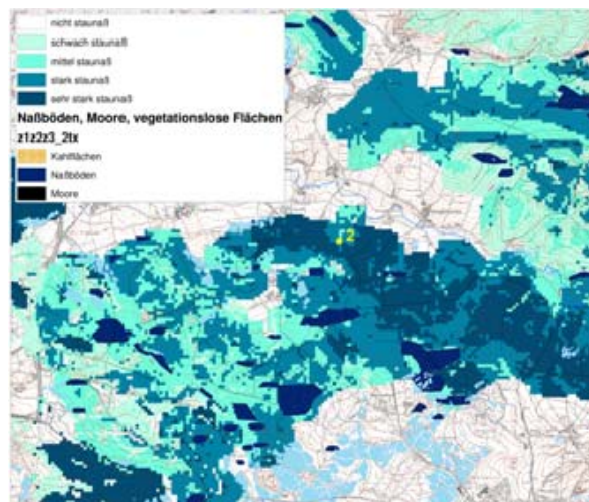 nicht staunaß
schwach staunaß
mittel staunaß
stark staunaß
sehr stark staunaß
Naßböden, Moore, vegetationslose Flächen
z1z2z3_2tx
Kahlflächen
Naßböden
Moore